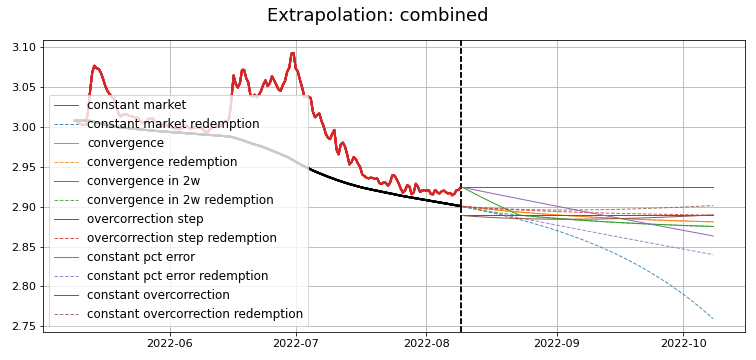 Extrapolation: combined
3.10
3.05
3.00
2.95
2.90
2.85
2.80
2.75
constant market
constant market redemption
convergence
convergence redemption
convergence in 2w
convergence in 2w redemption
overcorrection step
overcorrection step redemption
constant pct error
constant pct error redemption
constant overcorrection
constant overcorrection redemption
2022-06 2022-07 2022-08 2022-09 2022-10